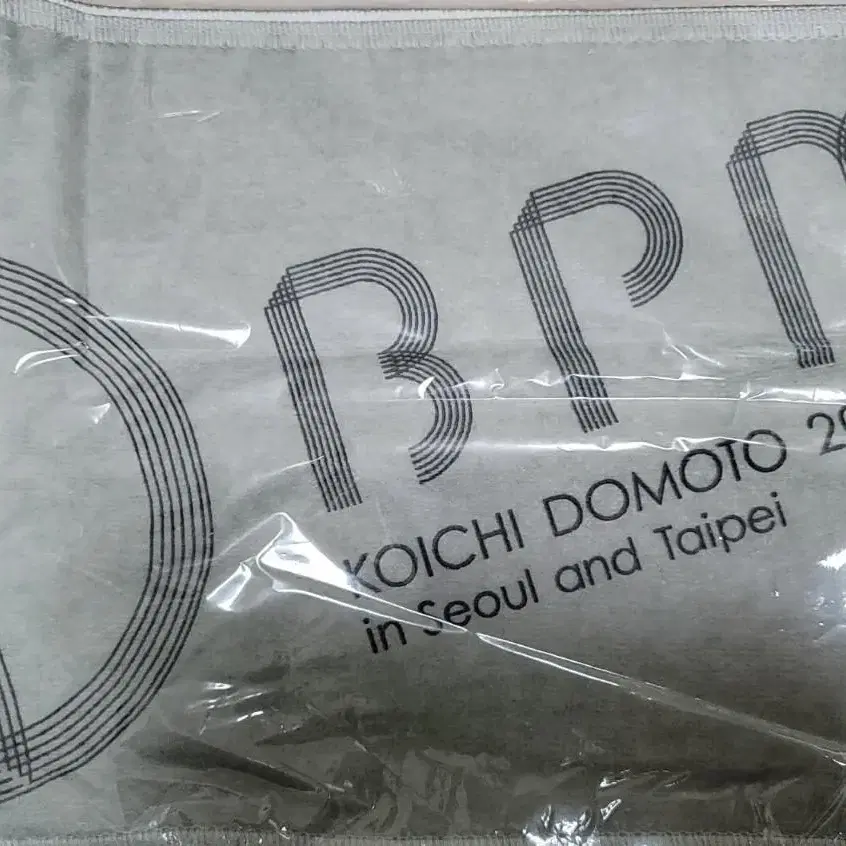 BPM
KOICHI DOMOTO
in Seoul and Taipei